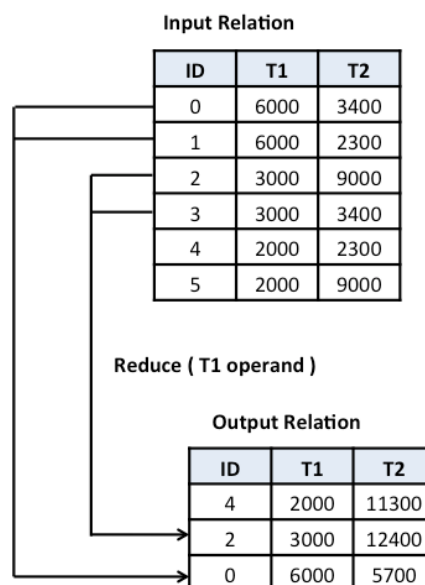 Input Relation
ID T1 T2
0 6000 3400
1 6000 2300
2 3000 9000
3 3000 3400
4 2000 2300
5 2000 9000
Reduce ( T1 operand )
Output Relation
ID T1 T2
4 2000 11300
2 3000 12400
0 6000 5700